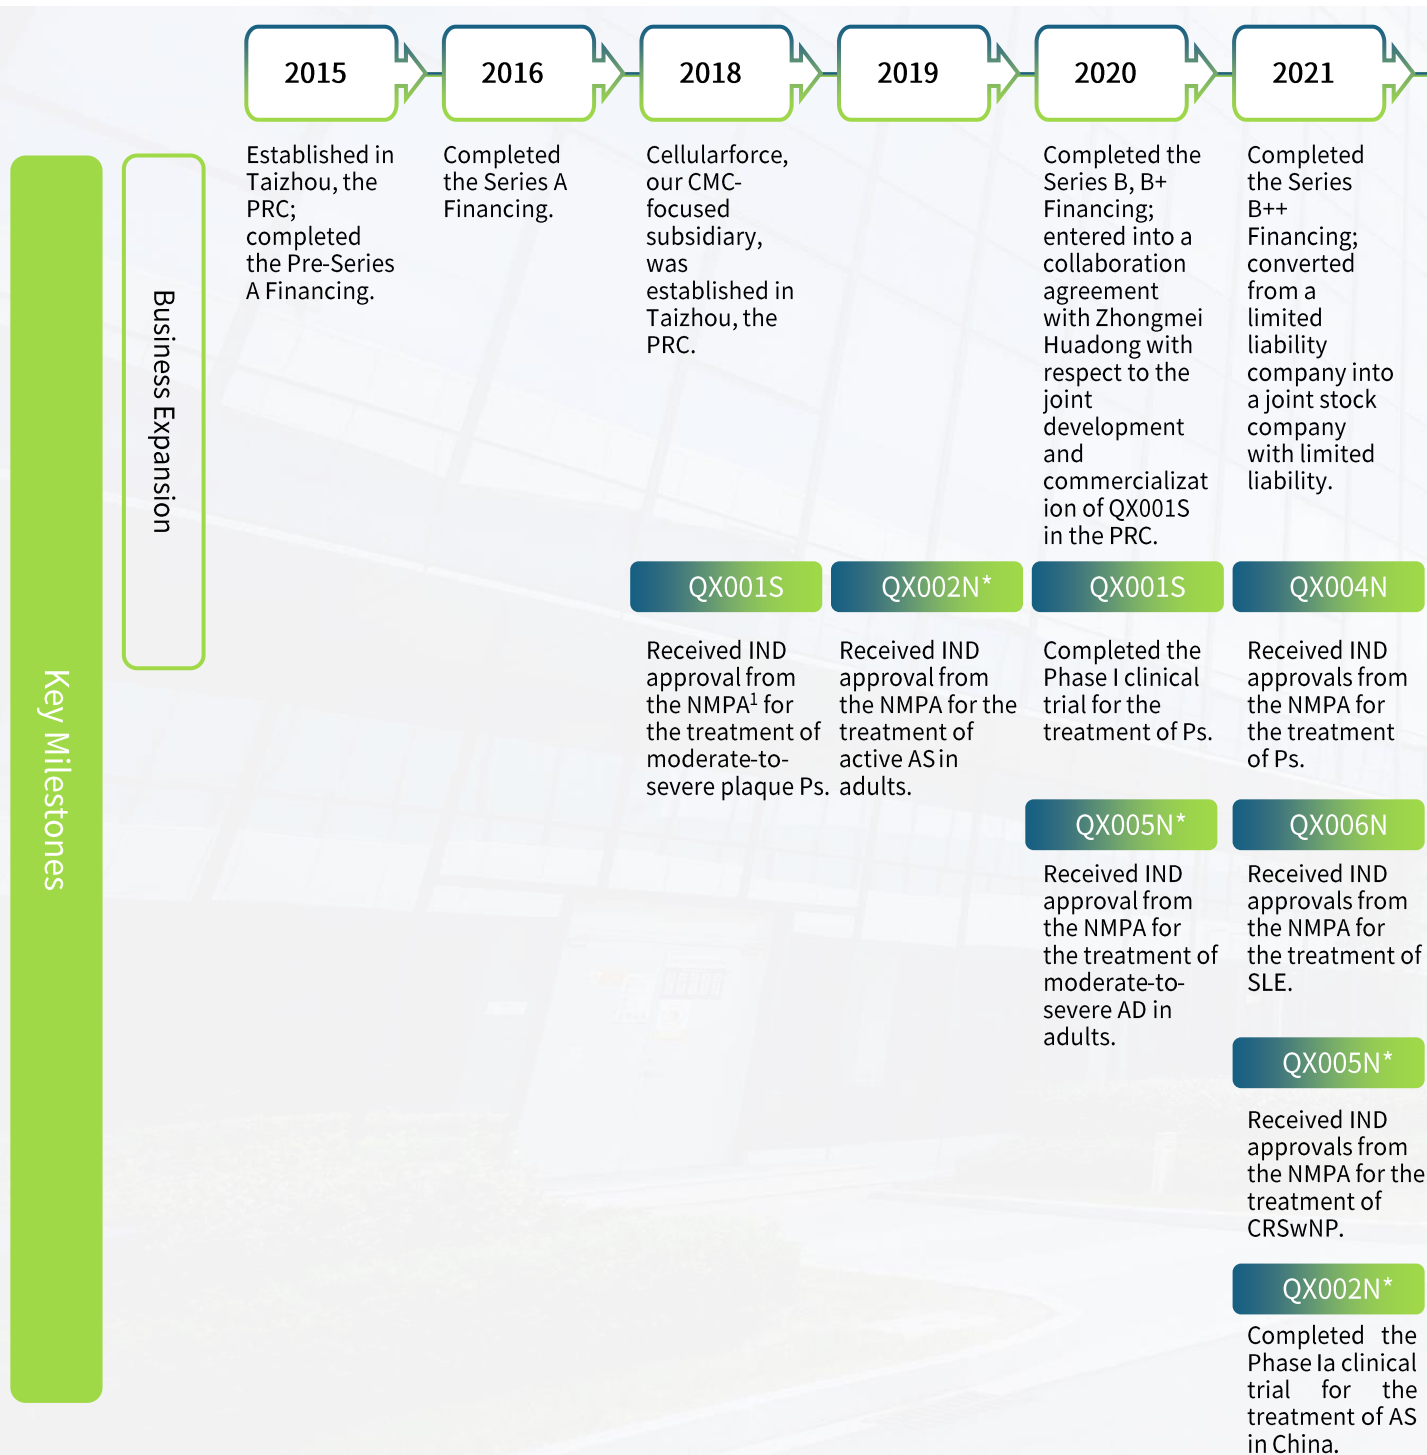 2015
2016
2018
2019
2020
2021
Key Milestones
Business Expansion
Established in
Taizhou, the
PRC;
completed
the Pre-Series
A Financing.
Completed
the Series A
Financing.
Cellularforce,
our CMC-
focused
subsidiary,
was
established in
Taizhou, the
PRC.
Completed the
Series B, B+
Financing;
entered into a
collaboration
agreement
with Zhongmei
Huadong with
respect to the
joint
development
and
commercializat
ion of QX001S
in the PRC.
Completed
the Series
B++
Financing;
converted
from a
limited
liability
company into
a joint stock
company
with limited
liability.
QX001S
Received IND
approval from
the NMPA¹ for
the treatment of
moderate-to-
severe plaque Ps.
QX002N*
Received IND
approval from
the NMPA for the
treatment of
active AS in
adults.
QX001S
Completed the
Phase I clinical
trial for the
treatment of Ps.
QX005N*
Received IND
approval from
the NMPA for
the treatment of
moderate-to-
severe AD in
adults.
QX004N
Received IND
approvals from
the NMPA for
the treatment
of Ps.
QX006N
Received IND
approvals from
the NMPA for
the treatment of
SLE.
QX005N*
Received IND
approvals from
the NMPA for the
treatment of
CRSwNP.
QX002N*
Completed the
Phase Ia clinical
trial for the
treatment of AS
in China.